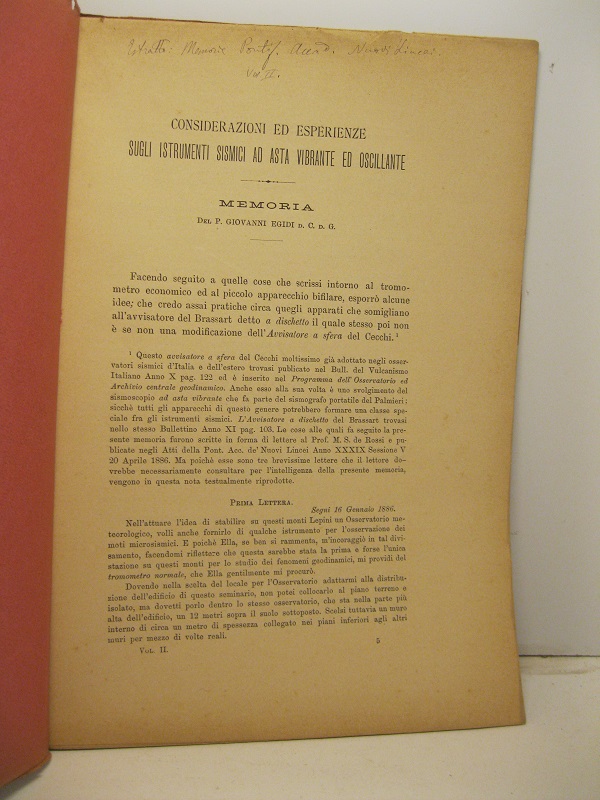 Estratto: Memorie Pontif. Accad. Nuovi Lincei.
Vol. II.
CONSIDERAZIONI ED ESPERIENZE
SUGLI ISTRUMENTI SISMICI AD ASTA VIBRANTE ED OSCILLANTE
MEMORIA
DEL P. GIOVANNI EGIDI D. C. D. G.
Facendo seguito a quelle cose che scrissi intorno al tromo-
metro economico ed al piccolo apparecchio bifilare, esporrò alcune
idee; che credo assai pratiche circa quegli apparati che somigliano
all'avvisatore del Brassart detto a dischetto il quale stesso poi non
è se non una modificazione dell'Avvisatore a sfera del Cecchi.¹
¹ Questo avvisatore a sfera del Cecchi moltissimo già adottato negli osser-
vatori sismici d'Italia e dell'estero trovasi publicato nel Bull. del Vulcanismo
Italiano Anno X pag. 122 ed è inserito nel Programma dell'Osservatorio ed
Archivio centrale geodinamico. Anche esso alla sua volta è uno svolgimento del
sismoscopio ad asta vibrante che fa parte del sismografo portatile del Palmieri:
sicchè tutti gli apparecchi di questo genere potrebbero formare una classe spe-
ciale fra gli istrumenti sismici. L'Avvisatore a dischetto del Brassart trovasi
nello stesso Bullettino Anno XI pag. 103. Le cose alle quali fa seguito la pre-
sente memoria furono scritte in forma di lettere al Prof. M. S. de Rossi e pu-
blicate negli Atti della Pont. Acc. de' Nuovi Lincei Anno XXXIX Sessione V
20 Aprile 1886. Ma poichè esse sono tre brevissime lettere che il lettore do-
vrebbe necessariamente consultare per l'intelligenza della presente memoria,
vengono in questa nota testualmente riprodotte.
PRIMA LETTERA.
Segni 16 Gennaio 1886.
Nell'attuare l'idea di stabilire su questi monti Lepini un Osservatorio me-
teorologico, volli anche fornirlo di qualche istrumento per l'osservazione dei
moti microsismici. E poichè Ella, se ben si rammenta, m'incoraggiò in tal divi-
samento, facendomi riflettere che questa sarebbe stata la prima e forse l'unica
stazione su questi monti per lo studio dei fenomeni geodinamici, mi providi del
tromometro normale, che Ella gentilmente mi procurò.
Dovendo nella scelta del locale per l'Osservatorio adattarmi alla distribu-
zione dell'edificio di questo seminario, non potei collocarlo al piano terreno e
isolato, ma dovetti porlo dentro lo stesso osservatorio, che sta nella parte più
alta dell'edificio, un 12 metri sopra il suolo sottoposto. Scelsi tuttavia un muro
interno di circa un metro di spessezza collegato nei piani inferiori agli altri
muri per mezzo di volte reali.
VOL. II.
5